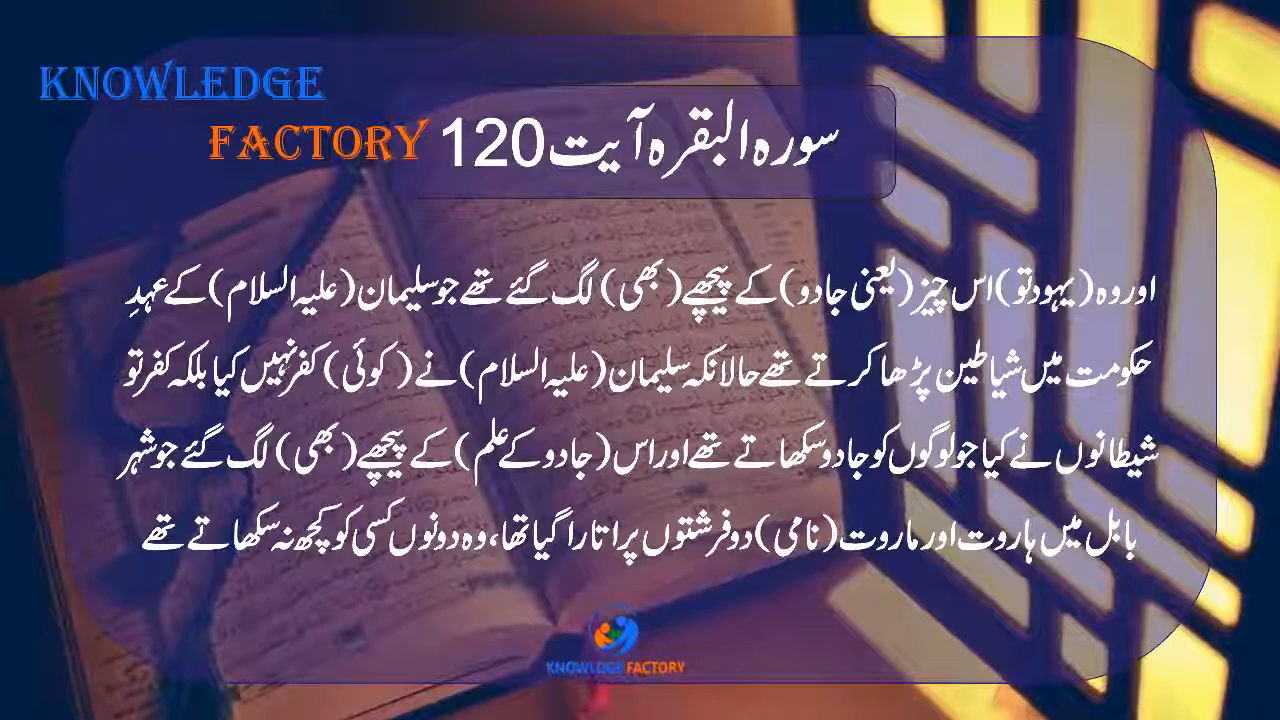 KNOWLEDGE
FACTORY
سورہ البقرہ آیت 120
اور وہ (یہود تو) اس چیز (یعنی جادو) کے پیچھے (بھی) لگ گئے تھے جو سلیمان (علیہ السلام) کے عہدِ
حکومت میں شیاطین پڑھا کرتے تھے حالانکہ سلیمان (علیہ السلام) نے (کوئی) کفر نہیں کیا بلکہ کفر تو
شیطانوں نے کیا جو لوگوں کو جادو سکھاتے تھے اور اس (جادو کے علم) کے پیچھے (بھی) لگ گئے جو شہر
بابل میں ہاروت اور ماروت (نامی) دو فرشتوں پر اتارا گیا تھا، وہ دونوں کسی کو کچھ نہ سکھاتے تھے
KNOWLEDGE FACTORY